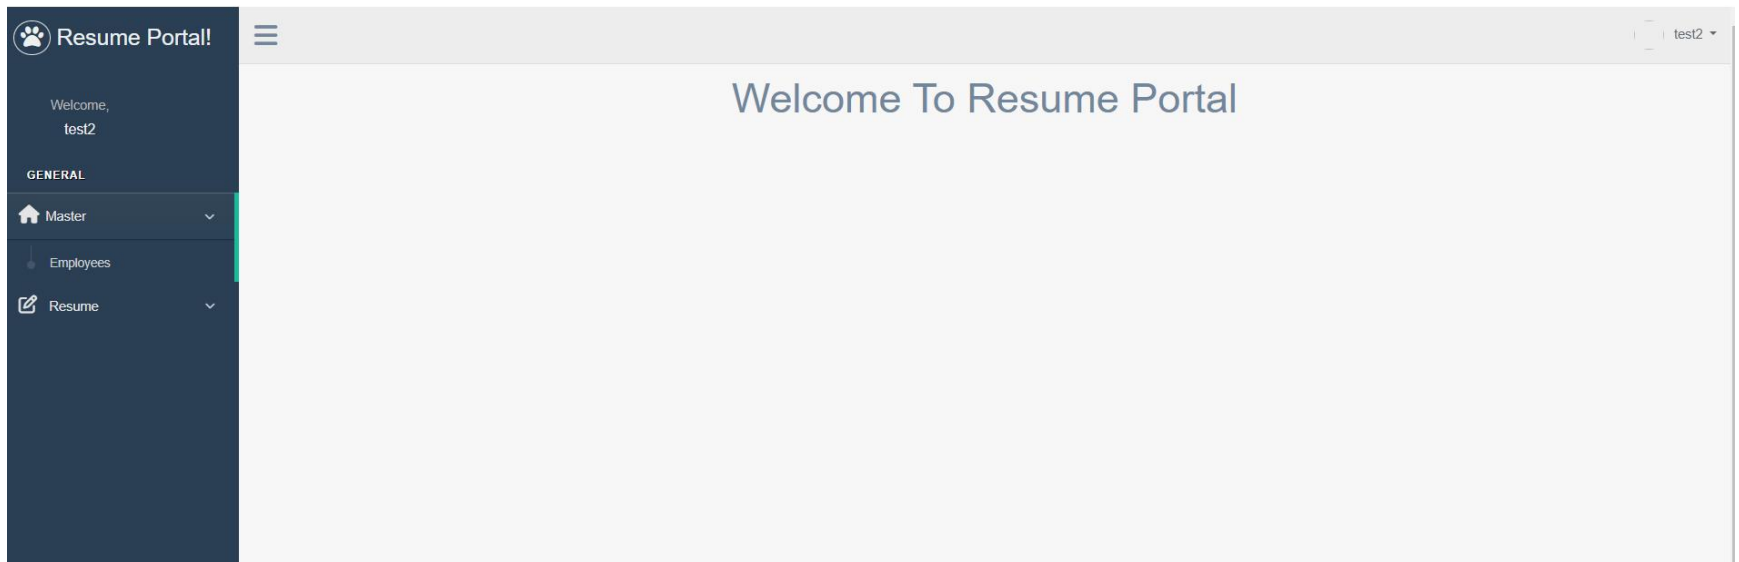 Resume Portal!
test2
Welcome To Resume Portal
Welcome,
test2
GENERAL
Master
Employees
Resume